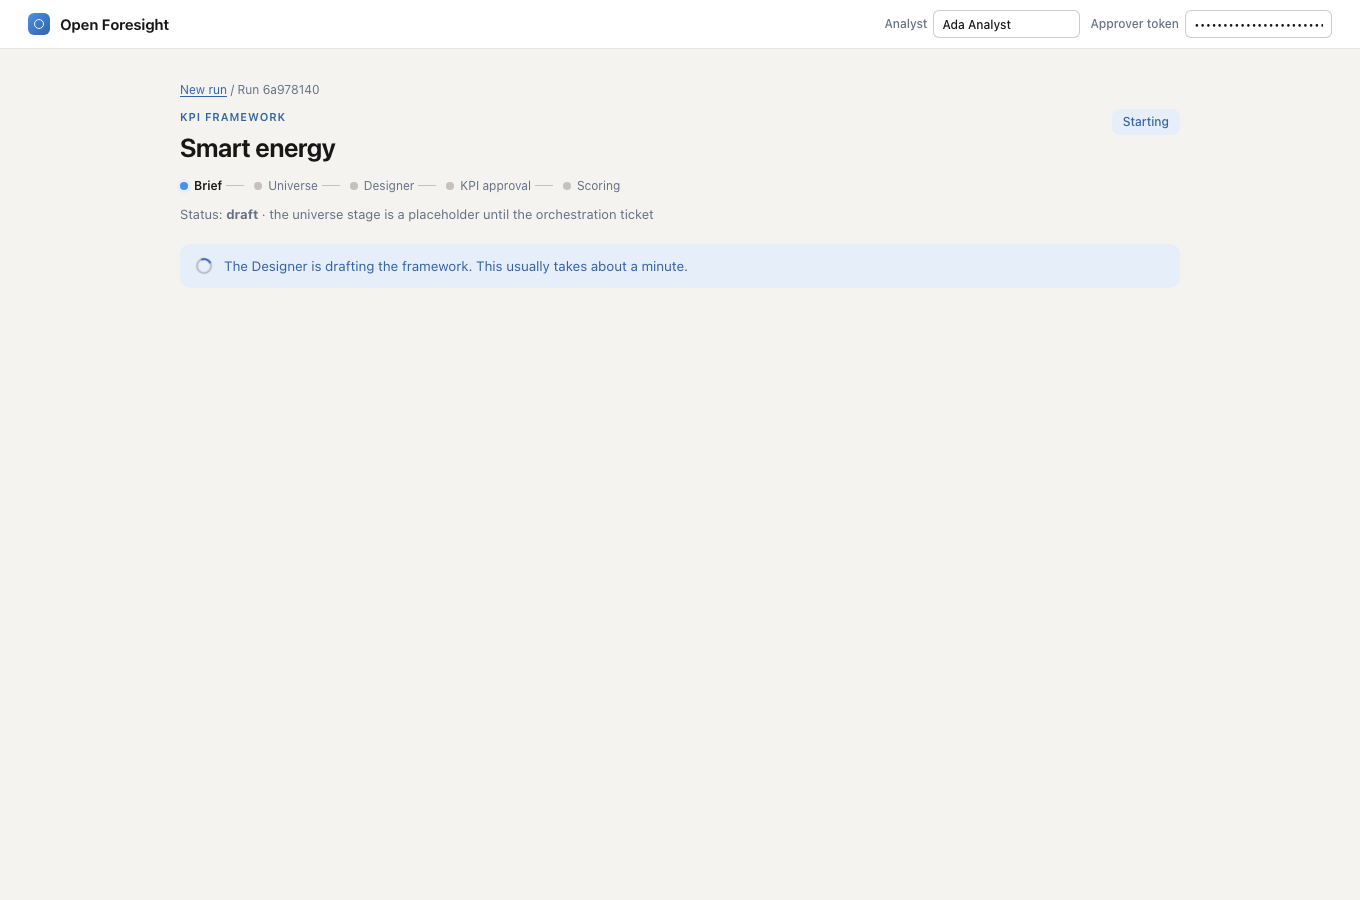 Open Foresight
Analyst
Ada Analyst
Approver token
•••••••••••••••••••••••
New run / Run 6a978140
KPI FRAMEWORK
Starting
Smart energy
Brief
Universe
Designer
KPI approval
Scoring
Status: draft · the universe stage is a placeholder until the orchestration ticket
The Designer is drafting the framework. This usually takes about a minute.